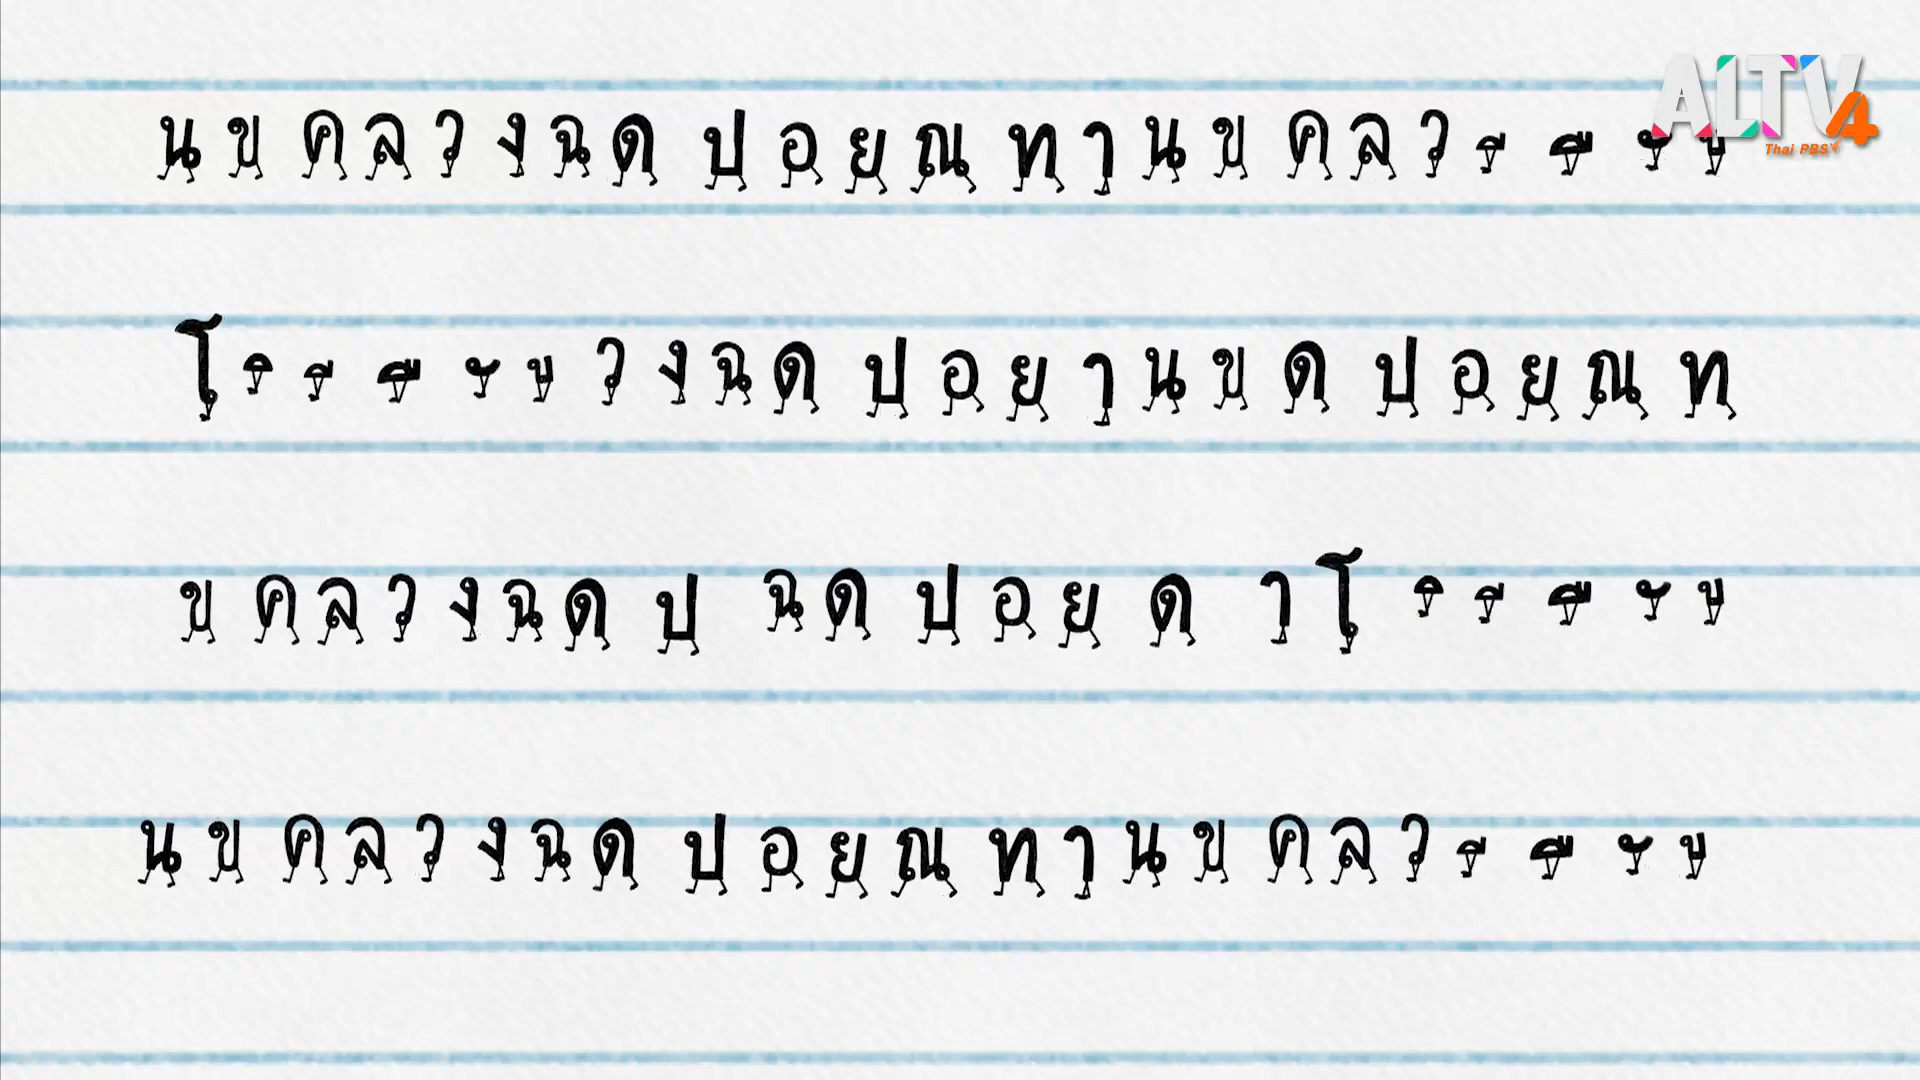 ALTV 4
Thai PBS
น ข ค ล ว ง ฉ ด ป อ ย ณ ท า น ข ค ล ว ี ื ั ุ
โ ิ ี ื ั ุ ว ง ฉ ด ป อ ย า น ข ด ป อ ย ณ ท
ข ค ล ว ง ฉ ด ป ฉ ด ป อ ย ด า โ ิ ี ื ั ุ
น ข ค ล ว ง ฉ ด ป อ ย ณ ท า น ข ค ล ว ี ื ั ุ